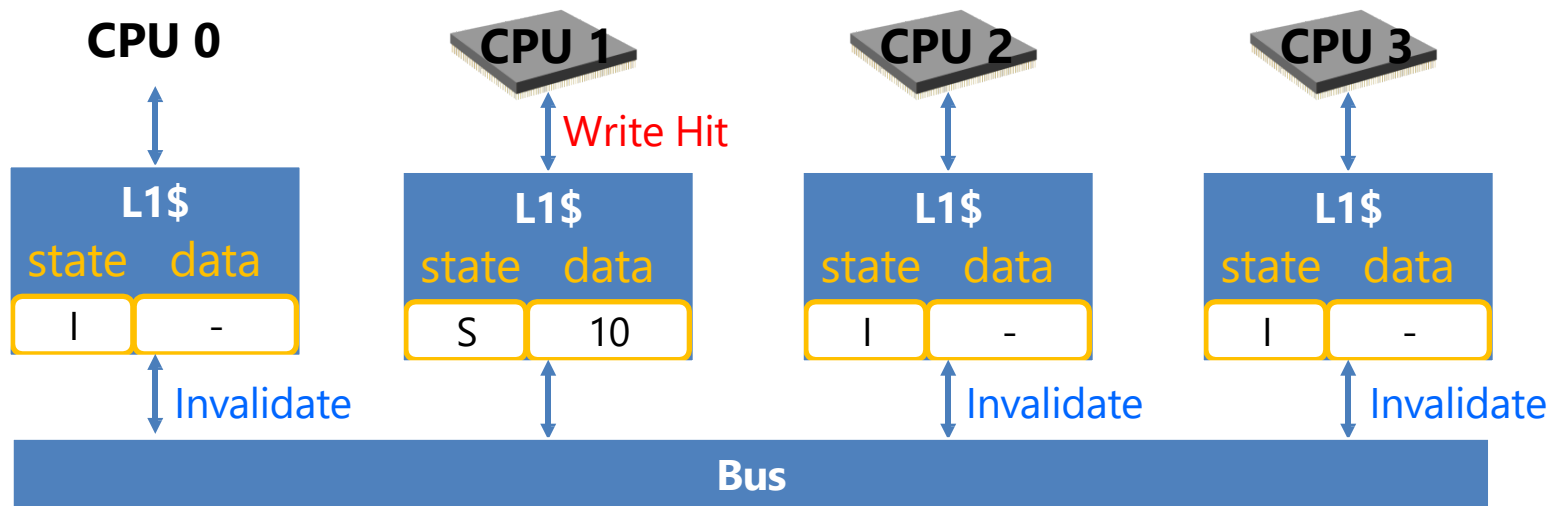 CPU 0
CPU 1
CPU 2
CPU 3
Write Hit
L1$
state data
I -
L1$
state data
S 10
L1$
state data
I -
L1$
state data
I -
Invalidate
Invalidate
Invalidate
Bus